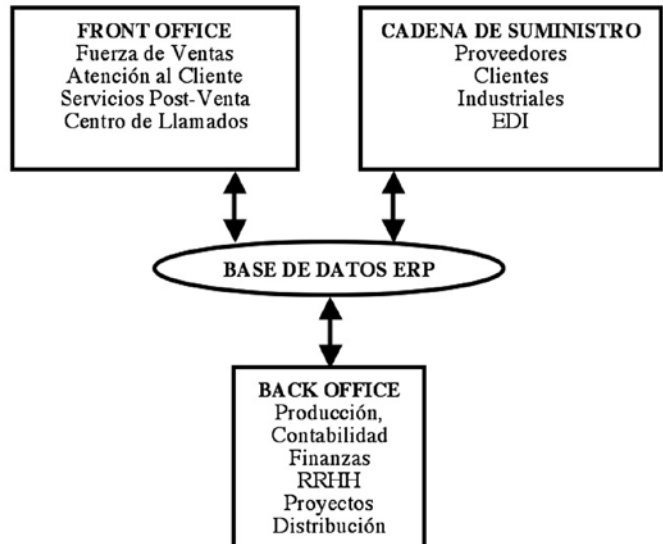 FRONT OFFICE
Fuerza de Ventas
Atención al Cliente
Servicios Post-Venta
Centro de Llamados
CADENA DE SUMINISTRO
Proveedores
Clientes
Industriales
EDI
BASE DE DATOS ERP
BACK OFFICE
Producción,
Contabilidad
Finanzas
RRHH
Proyectos
Distribución